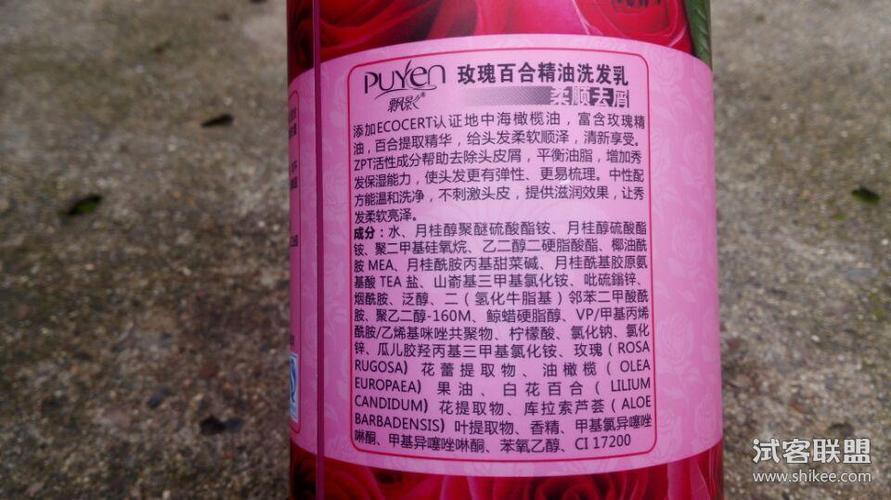 PUYen 玫瑰百合精油洗发乳
飘影® 柔顺去屑
添加ECOCERT认证地中海橄榄油，富含玫瑰精
油，百合提取精华，给头发柔软顺泽，清新享受。
ZPT活性成分帮助去除头皮屑，平衡油脂，增加秀
发保湿能力，使头发更有弹性、更易梳理。中性配
方能温和洗净，不刺激头皮，提供滋润效果，让秀
发柔软亮泽。
成分：水、月桂醇聚醚硫酸酯铵、月桂醇硫酸酯
铵、聚二甲基硅氧烷、乙二醇二硬脂酸酯、椰油酰
胺 MEA、月桂酰胺丙基甜菜碱、月桂酰基胶原氨
基酸 TEA 盐、山嵛基三甲基氯化铵、吡硫鎓锌、
烟酰胺、泛醇、二（氢化牛脂基）邻苯二甲酸酰
胺、聚乙二醇-160M、鲸蜡硬脂醇、VP/甲基丙烯
酰胺/乙烯基咪唑共聚物、柠檬酸、氯化钠、氯化
锌、瓜儿胶羟丙基三甲基氯化铵、玫瑰（ROSA
RUGOSA）花蕾提取物、油橄榄（OLEA
EUROPAEA）果油、白花百合（LILIUM
CANDIDUM）花提取物、库拉索芦荟（ALOE
BARBADENSIS）叶提取物、香精、甲基氯异噻唑
啉酮、甲基异噻唑啉酮、苯氧乙醇、CI 17200
试客联盟
www.shikee.com